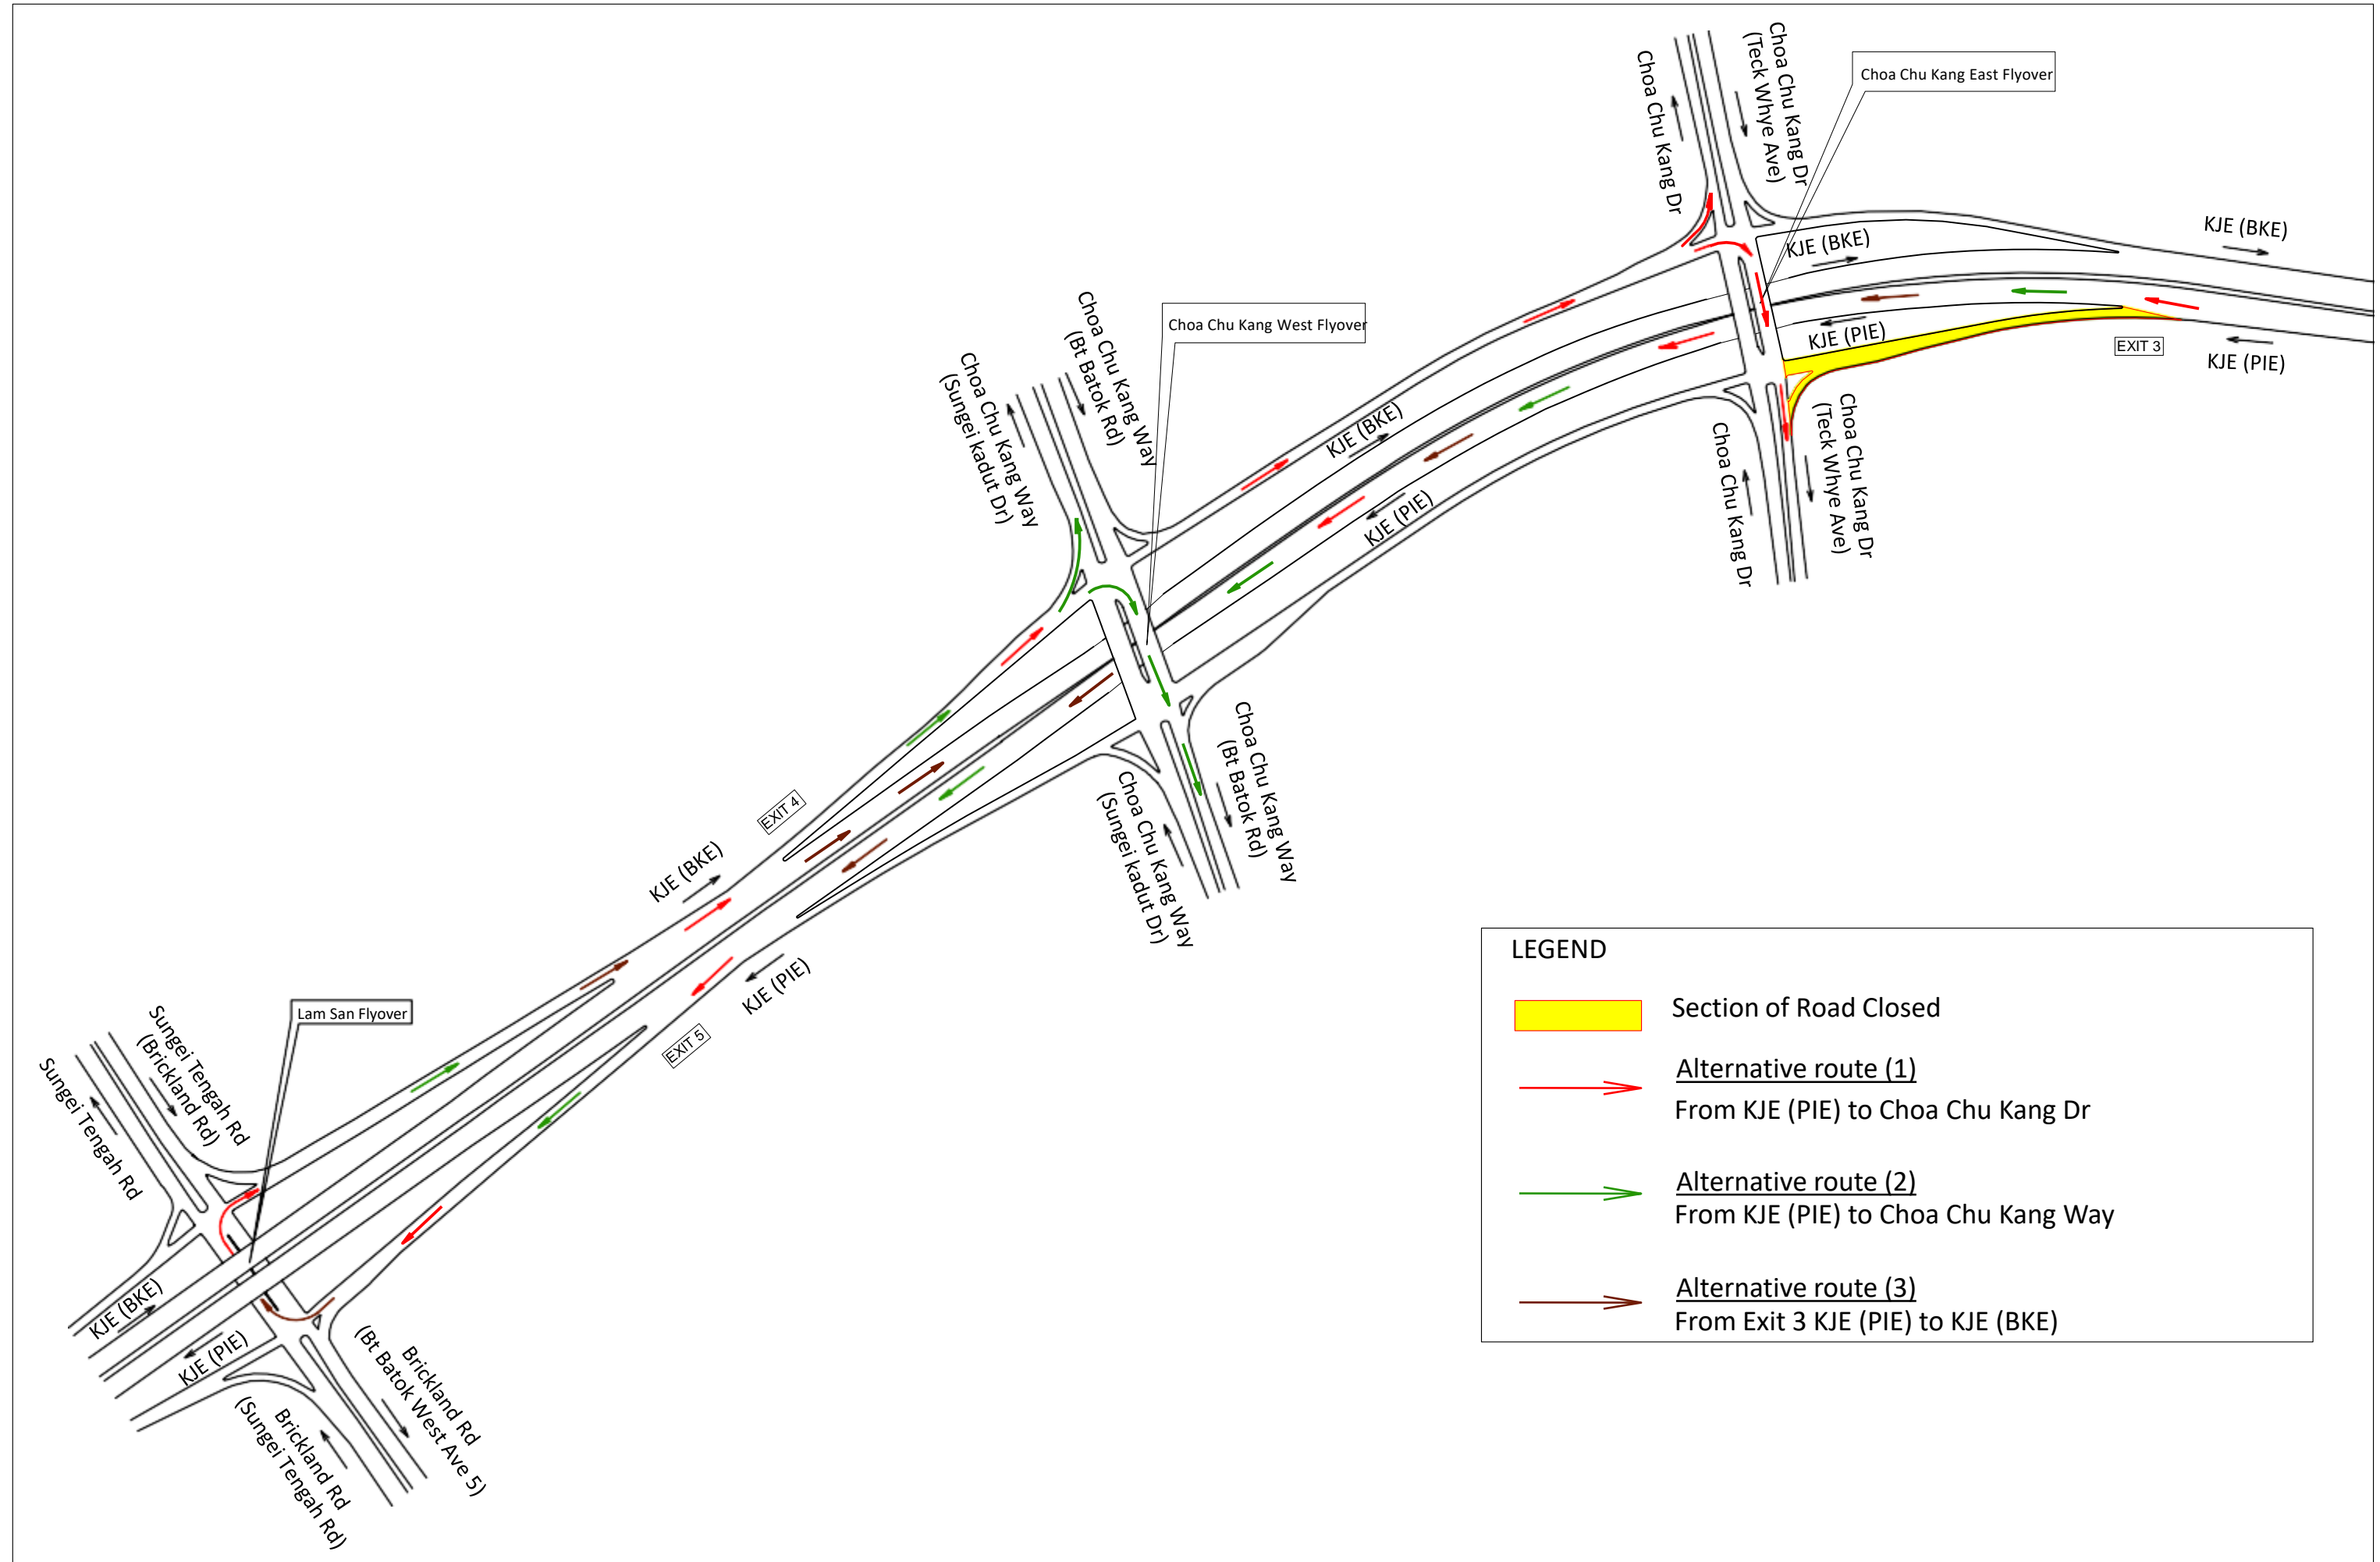 Choa Chu Kang Dr
Choa Chu Kang Dr
(Teck Whye Ave)
Choa Chu Kang East Flyover
KJE (BKE)
KJE (BKE)
KJE (PIE)
EXIT 3
KJE (PIE)
Choa Chu Kang Dr
Choa Chu Kang Dr
(Teck Whye Ave)
Choa Chu Kang West Flyover
Choa Chu Kang Way
(Bt Batok Rd)
Choa Chu Kang Way
(Sungei kadut Dr)
KJE (BKE)
KJE (PIE)
Choa Chu Kang Way
(Bt Batok Rd)
Choa Chu Kang Way
(Sungei kadut Dr)
EXIT 4
KJE (BKE)
KJE (PIE)
EXIT 5
Lam San Flyover
Sungei Tengah Rd
(Brickland Rd)
Sungei Tengah Rd
KJE (BKE)
KJE (PIE)
Brickland Rd
(Bt Batok West Ave 5)
Brickland Rd
(Sungei Tengah Rd)
LEGEND
Section of Road Closed
Alternative route (1)
From KJE (PIE) to Choa Chu Kang Dr
Alternative route (2)
From KJE (PIE) to Choa Chu Kang Way
Alternative route (3)
From Exit 3 KJE (PIE) to KJE (BKE)